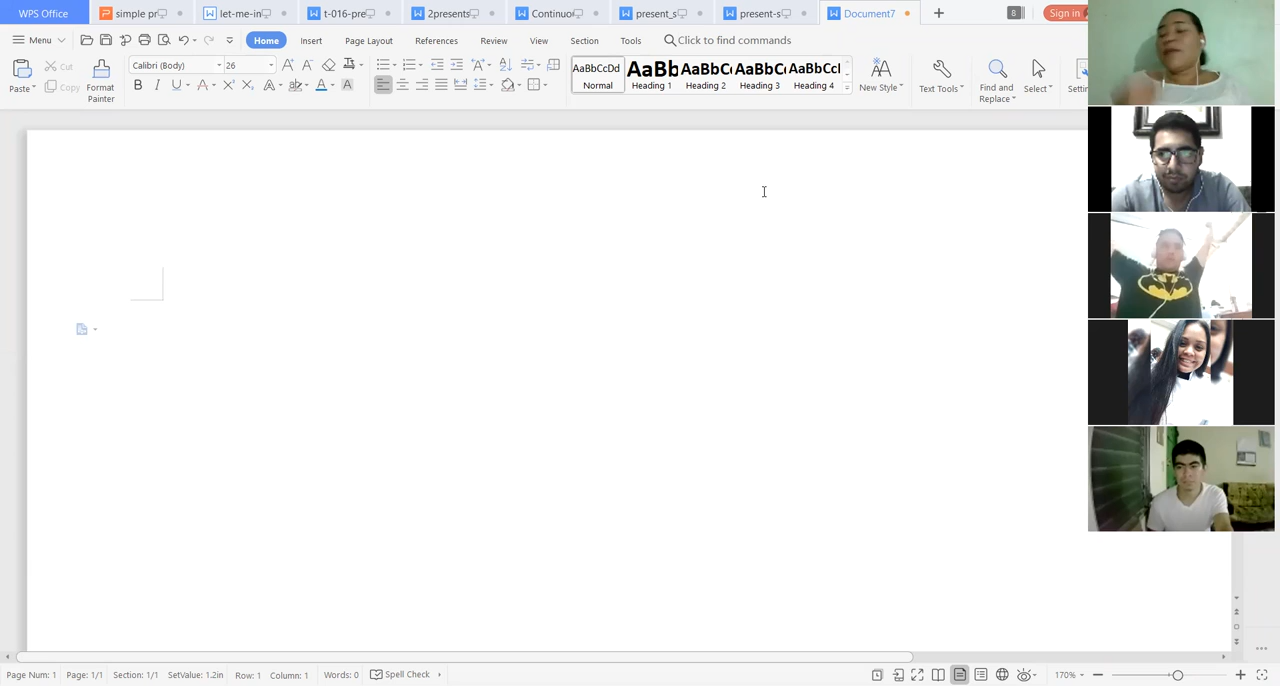 WPS Office simple pr let-me-in t-016-pre 2presents Continuo present_s present-s Document7 8 Sign in
Menu Home Insert Page Layout References Review View Section Tools Click to find commands
Paste Cut Copy Format Painter Calibri (Body) 26 AaBbCcDd Normal AaBb Heading 1 AaBbC Heading 2 AaBbC Heading 3 AaBbCcI Heading 4 New Style Text Tools Find and Replace Select Settin
Page Num: 1 Page: 1/1 Section: 1/1 SetValue: 1.2in Row: 1 Column: 1 Words: 0 Spell Check 170%